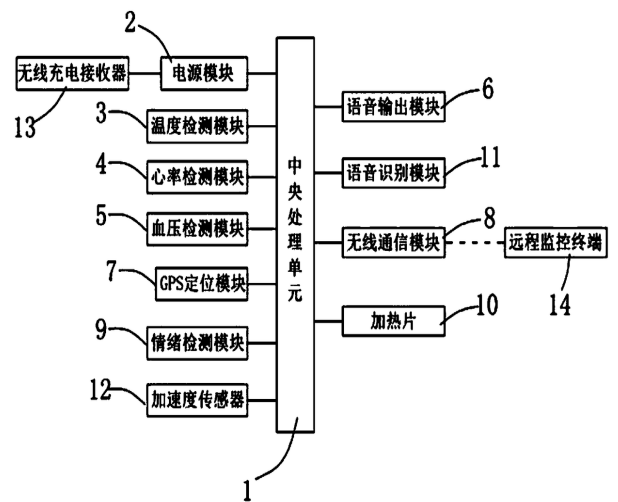 2
无线充电接收器
电源模块
13
3
温度检测模块
4
心率检测模块
5
血压检测模块
7
GPS定位模块
9
情绪检测模块
12
加速度传感器
中央处理单元
1
语音输出模块
6
语音识别模块
11
无线通信模块
8
远程监控终端
14
加热片
10